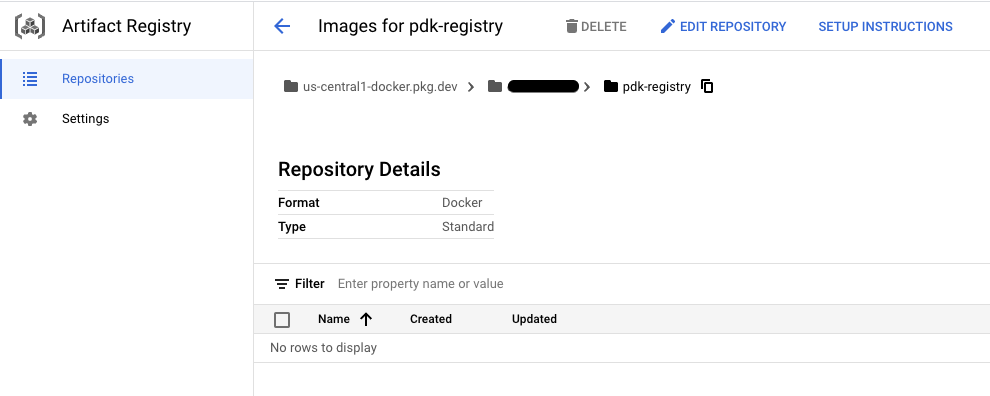 Artifact Registry
Images for pdk-registry
DELETE
EDIT REPOSITORY
SETUP INSTRUCTIONS
Repositories
Settings
us-central1-docker.pkg.dev
pdk-registry
Repository Details
Format Docker
Type Standard
Filter Enter property name or value
Name Created Updated
No rows to display